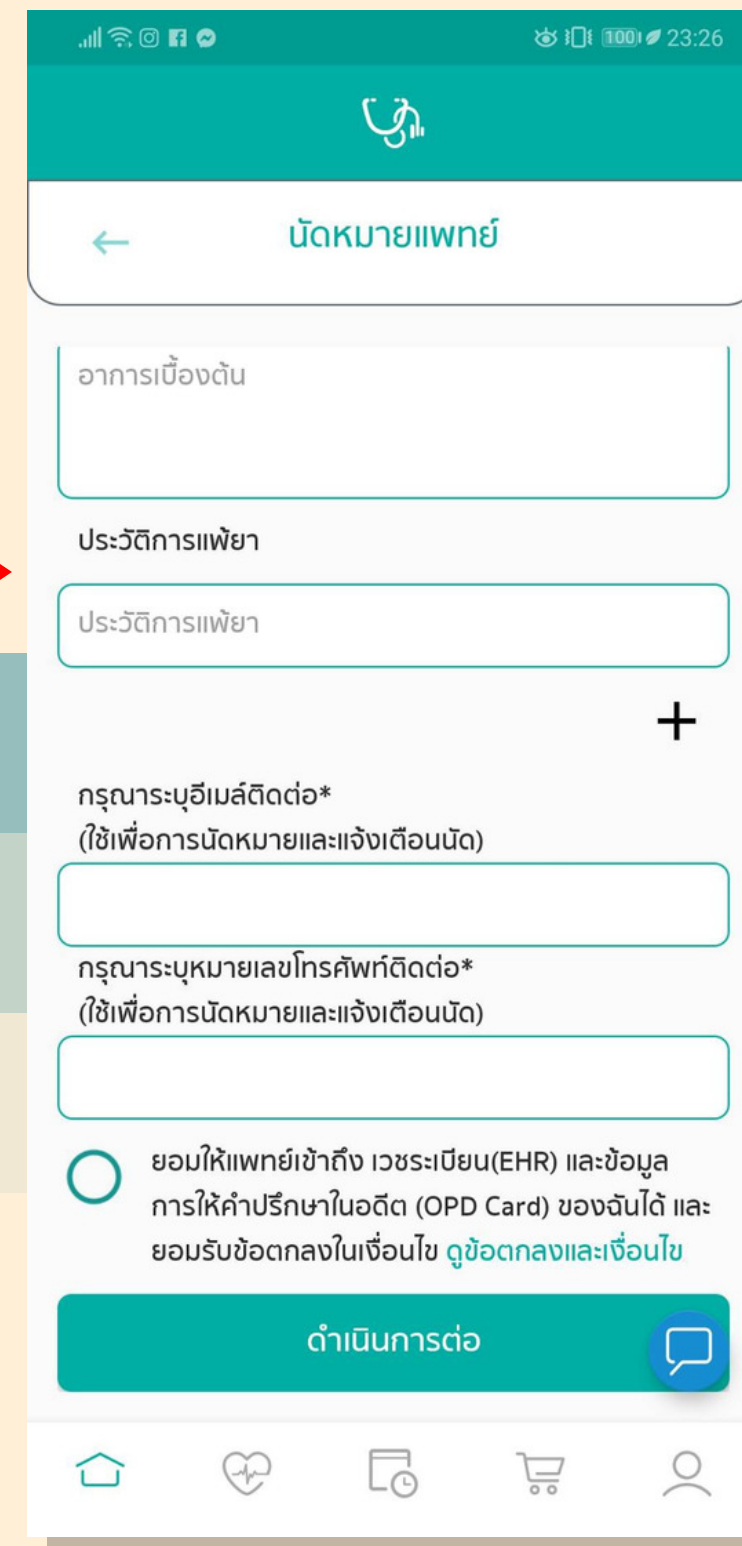 100 23:26
นัดหมายแพทย์
อาการเบื้องต้น
ประวัติการแพ้ยา
ประวัติการแพ้ยา
+
กรุณาระบุอีเมล์ติดต่อ*
(ใช้เพื่อการนัดหมายและแจ้งเตือนนัด)
กรุณาระบุหมายเลขโทรศัพท์ติดต่อ*
(ใช้เพื่อการนัดหมายและแจ้งเตือนนัด)
ยอมให้แพทย์เข้าถึง เวชระเบียน(EHR) และข้อมูล
การให้คำปรึกษาในอดีต (OPD Card) ของฉันได้ และ
ยอมรับข้อตกลงในเงื่อนไข ดูข้อตกลงและเงื่อนไข
ดำเนินการต่อ